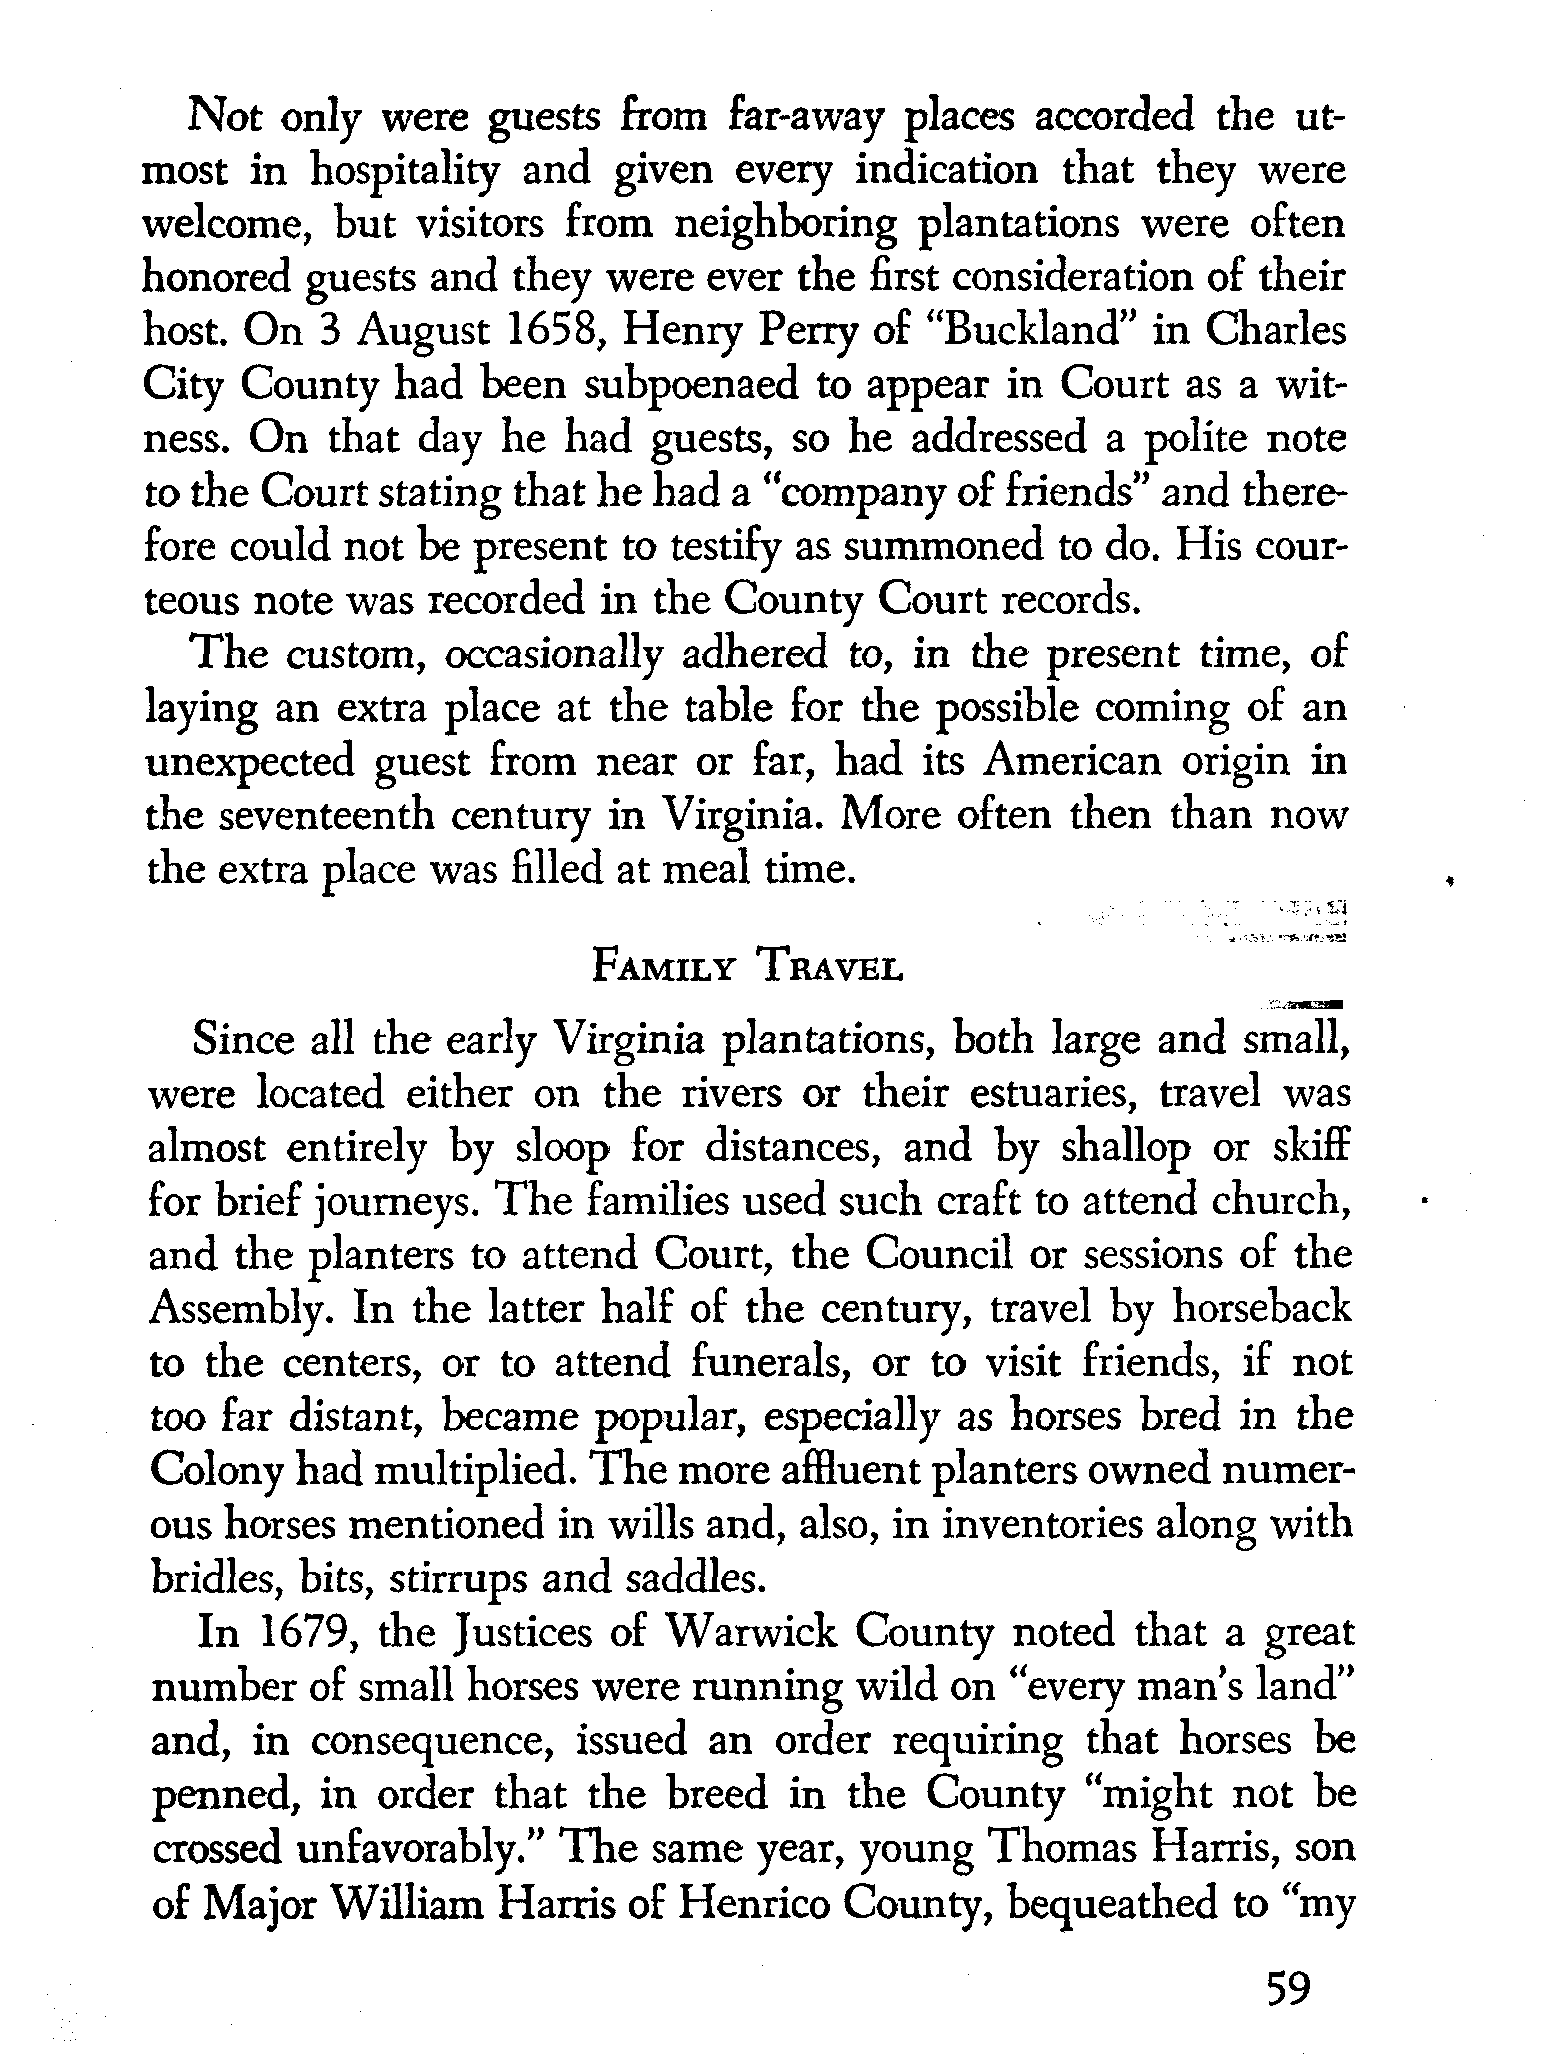 Not only were guests from far-away places accorded the ut-
most in hospitality and given every indication that they were
welcome, but visitors from neighboring plantations were often
honored guests and they were ever the first consideration of their
host. On 3 August 1658, Henry Perry of “Buckland” in Charles
City County had been subpoenaed to appear in Court as a wit-
ness. On that day he had guests, so he addressed a polite note
to the Court stating that he had a “company of friends” and there-
fore could not be present to testify as summoned to do. His cour-
teous note was recorded in the County Court records.
The custom, occasionally adhered to, in the present time, of
laying an extra place at the table for the possible coming of an
unexpected guest from near or far, had its American origin in
the seventeenth century in Virginia. More often then than now
the extra place was filled at meal time.
FAMILY TRAVEL
Since all the early Virginia plantations, both large and small,
were located either on the rivers or their estuaries, travel was
almost entirely by sloop for distances, and by shallop or skiff
for brief journeys. The families used such craft to attend church,
and the planters to attend Court, the Council or sessions of the
Assembly. In the latter half of the century, travel by horseback
to the centers, or to attend funerals, or to visit friends, if not
too far distant, became popular, especially as horses bred in the
Colony had multiplied. The more affluent planters owned numer-
ous horses mentioned in wills and, also, in inventories along with
bridles, bits, stirrups and saddles.
In 1679, the Justices of Warwick County noted that a great
number of small horses were running wild on “every man’s land”
and, in consequence, issued an order requiring that horses be
penned, in order that the breed in the County “might not be
crossed unfavorably.” The same year, young Thomas Harris, son
of Major William Harris of Henrico County, bequeathed to “my
59